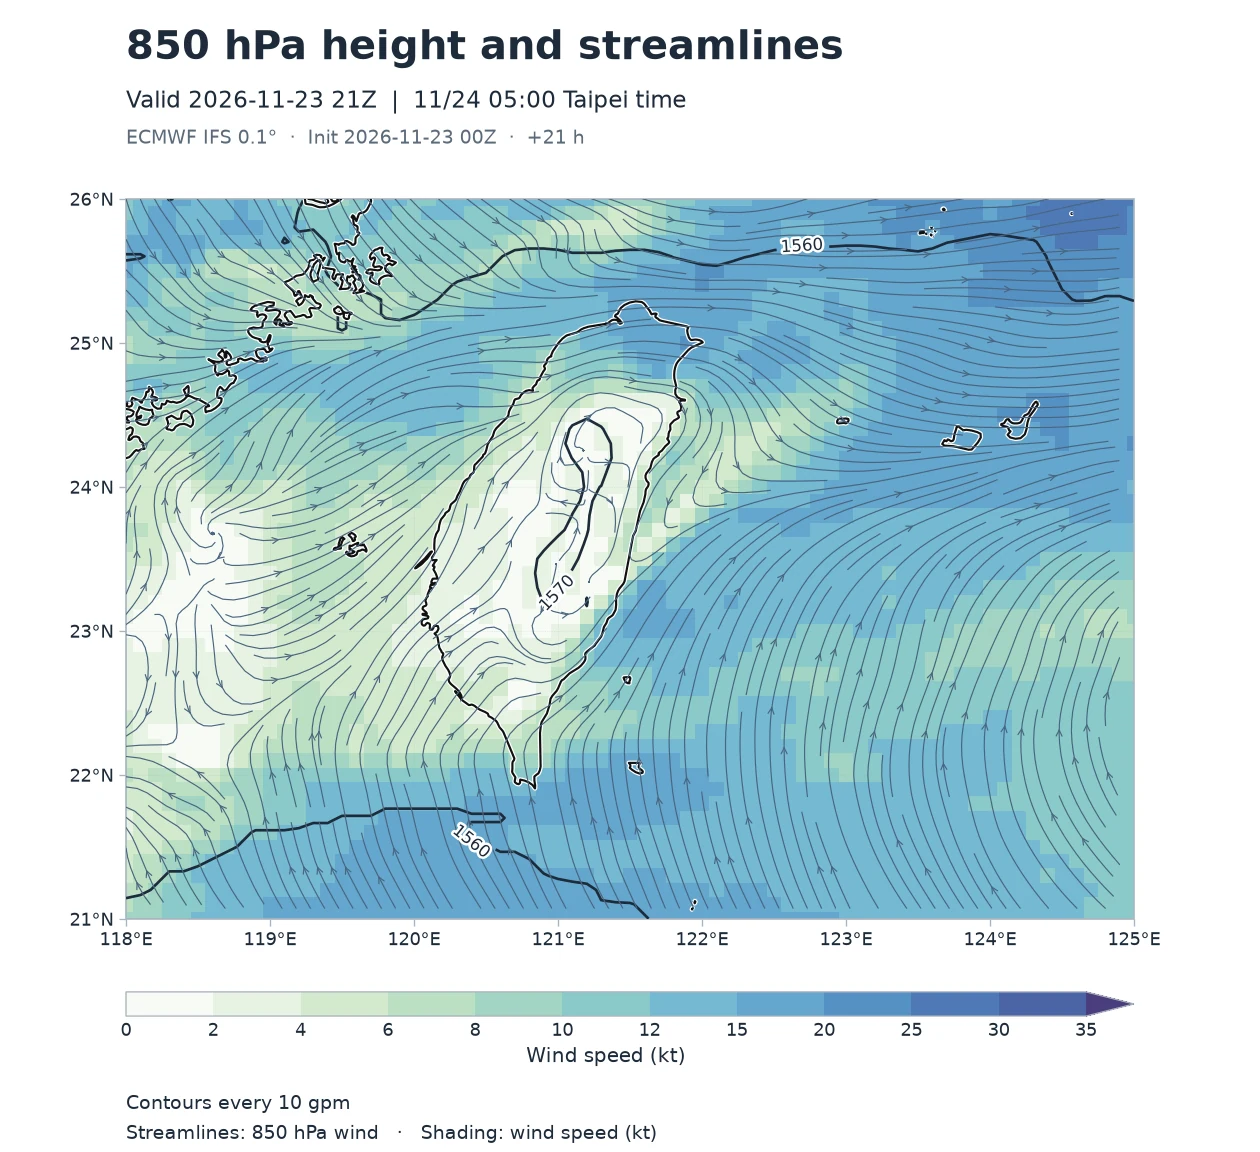 850 hPa height and streamlines
Valid 2026-11-23 21Z | 11/24 05:00 Taipei time
ECMWF IFS 0.1° · Init 2026-11-23 00Z · +21 h
26°N
1560
25°N
24°N
1570
23°N
22°N
1560
21°N
118°E 119°E 120°E 121°E 122°E 123°E 124°E 125°E
0 2 4 6 8 10 12 15 20 25 30 35
Wind speed (kt)
Contours every 10 gpm
Streamlines: 850 hPa wind · Shading: wind speed (kt)